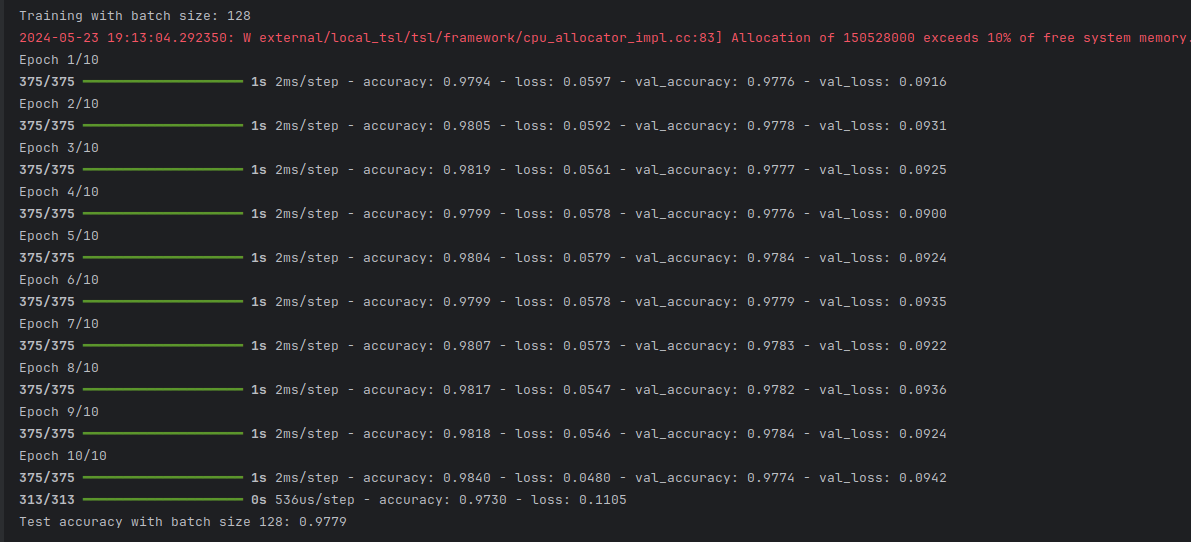 Training with batch size: 128
2024-05-23 19:13:04.292350: W external/local_tsl/tsl/framework/cpu_allocator_impl.cc:83] Allocation of 150528000 exceeds 10% of free system memory.
Epoch 1/10
375/375 ━━━━━━━━━━━━━━━━━━━━ 1s 2ms/step - accuracy: 0.9794 - loss: 0.0597 - val_accuracy: 0.9776 - val_loss: 0.0916
Epoch 2/10
375/375 ━━━━━━━━━━━━━━━━━━━━ 1s 2ms/step - accuracy: 0.9805 - loss: 0.0592 - val_accuracy: 0.9778 - val_loss: 0.0931
Epoch 3/10
375/375 ━━━━━━━━━━━━━━━━━━━━ 1s 2ms/step - accuracy: 0.9819 - loss: 0.0561 - val_accuracy: 0.9777 - val_loss: 0.0925
Epoch 4/10
375/375 ━━━━━━━━━━━━━━━━━━━━ 1s 2ms/step - accuracy: 0.9799 - loss: 0.0578 - val_accuracy: 0.9776 - val_loss: 0.0900
Epoch 5/10
375/375 ━━━━━━━━━━━━━━━━━━━━ 1s 2ms/step - accuracy: 0.9804 - loss: 0.0579 - val_accuracy: 0.9784 - val_loss: 0.0924
Epoch 6/10
375/375 ━━━━━━━━━━━━━━━━━━━━ 1s 2ms/step - accuracy: 0.9799 - loss: 0.0578 - val_accuracy: 0.9779 - val_loss: 0.0935
Epoch 7/10
375/375 ━━━━━━━━━━━━━━━━━━━━ 1s 2ms/step - accuracy: 0.9807 - loss: 0.0573 - val_accuracy: 0.9783 - val_loss: 0.0922
Epoch 8/10
375/375 ━━━━━━━━━━━━━━━━━━━━ 1s 2ms/step - accuracy: 0.9817 - loss: 0.0547 - val_accuracy: 0.9782 - val_loss: 0.0936
Epoch 9/10
375/375 ━━━━━━━━━━━━━━━━━━━━ 1s 2ms/step - accuracy: 0.9818 - loss: 0.0546 - val_accuracy: 0.9784 - val_loss: 0.0924
Epoch 10/10
375/375 ━━━━━━━━━━━━━━━━━━━━ 1s 2ms/step - accuracy: 0.9840 - loss: 0.0480 - val_accuracy: 0.9774 - val_loss: 0.0942
313/313 ━━━━━━━━━━━━━━━━━━━━ 0s 536us/step - accuracy: 0.9730 - loss: 0.1105
Test accuracy with batch size 128: 0.9779